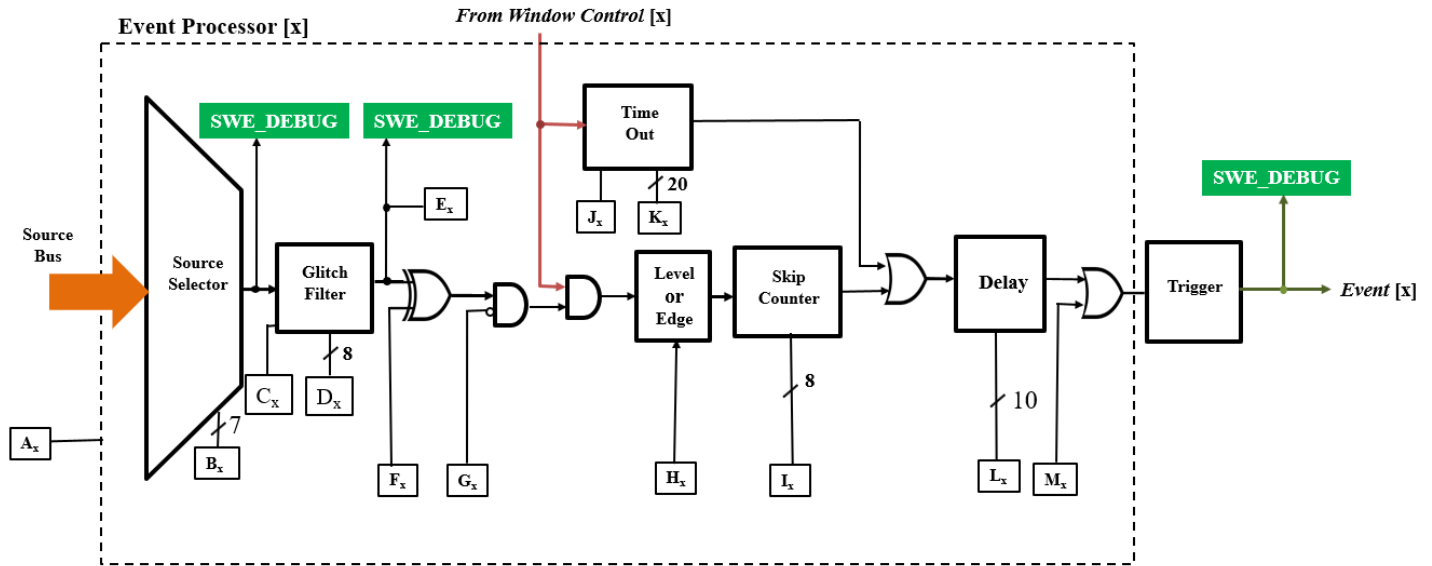 From Window Control [x]
Event Processor [x]
SWE_DEBUG
SWE_DEBUG
Time
Out
20
Jx
Kx
Ex
SWE_DEBUG
Source
Bus
Source
Selector
Glitch
Filter
Level
or
Edge
Skip
Counter
Delay
Trigger
Event [x]
8
Cx
Dx
7
8
10
Ax
Bx
Fx
Gx
Hx
Ix
Lx
Mx